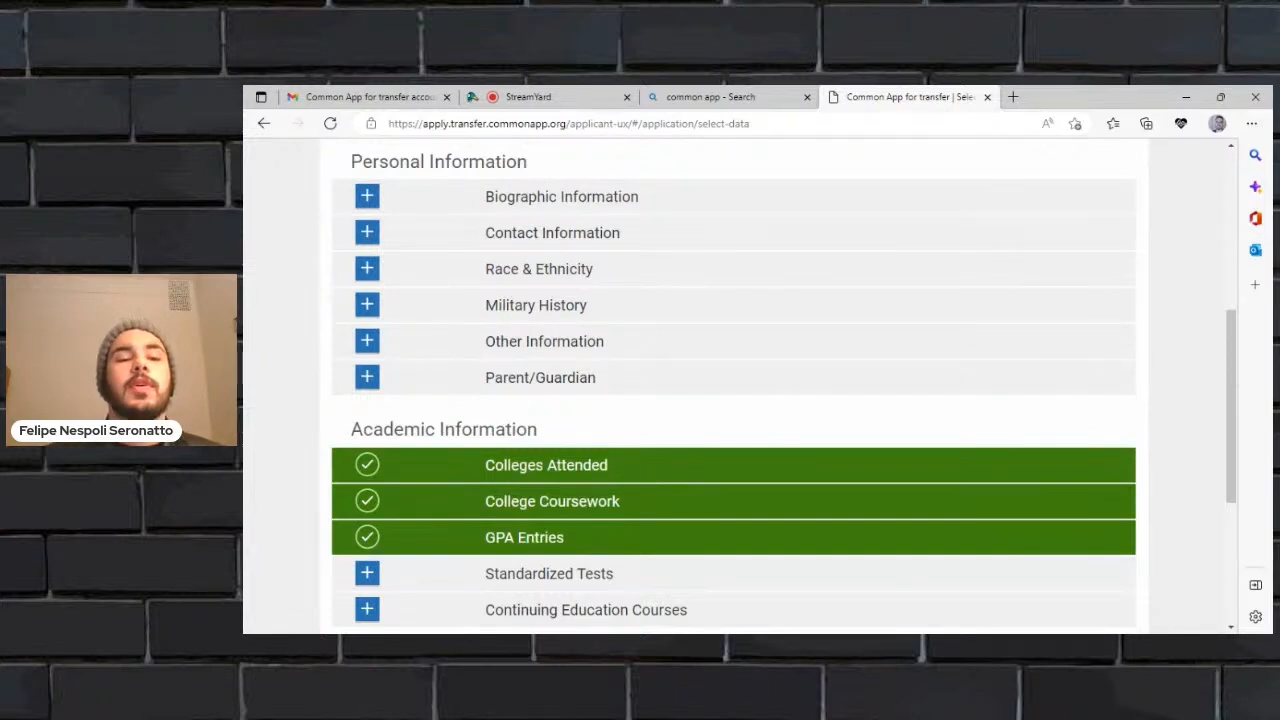 Common App for transfer accou
StreamYard
common app - Search
Common App for transfer | Sele
https://apply.transfer.commonapp.org/applicant-ux/#/application/select-data
Personal Information
Biographic Information
Contact Information
Race & Ethnicity
Military History
Other Information
Parent/Guardian
Academic Information
Colleges Attended
College Coursework
GPA Entries
Standardized Tests
Continuing Education Courses
Felipe Nespoli Seronatto